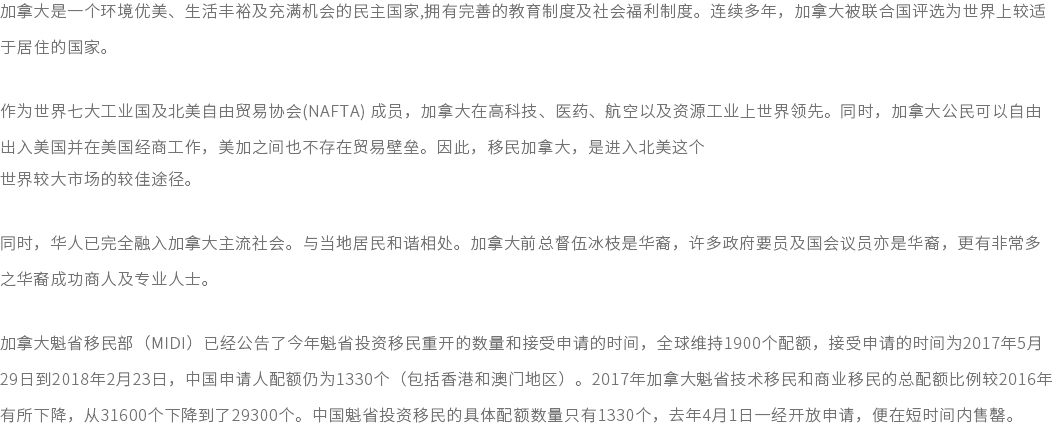 加拿大是一个环境优美、生活丰裕及充满机会的民主国家,拥有完善的教育制度及社会福利制度。连续多年，加拿大被联合国评选为世界上较适
于居住的国家。
作为世界七大工业国及北美自由贸易协会(NAFTA) 成员，加拿大在高科技、医药、航空以及资源工业上世界领先。同时，加拿大公民可以自由
出入美国并在美国经商工作，美加之间也不存在贸易壁垒。因此，移民加拿大，是进入北美这个
世界较大市场的较佳途径。
同时，华人已完全融入加拿大主流社会。与当地居民和谐相处。加拿大前总督伍冰枝是华裔，许多政府要员及国会议员亦是华裔，更有非常多
之华裔成功商人及专业人士。
加拿大魁省移民部（MIDI）已经公告了今年魁省投资移民重开的数量和接受申请的时间，全球维持1900个配额，接受申请的时间为2017年5月
29日到2018年2月23日，中国申请人配额仍为1330个（包括香港和澳门地区）。2017年加拿大魁省技术移民和商业移民的总配额比例较2016年
有所下降，从31600个下降到了29300个。中国魁省投资移民的具体配额数量只有1330个，去年4月1日一经开放申请，便在短时间内售罄。